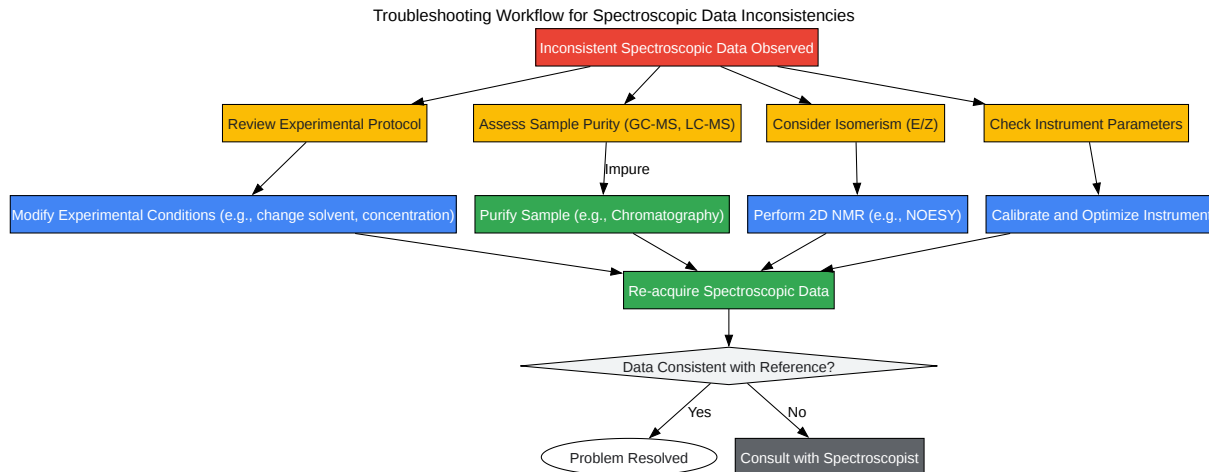 Troubleshooting Workflow for Spectroscopic Data Inconsistencies
Inconsistent Spectroscopic Data Observed
Review Experimental Protocol
Assess Sample Purity (GC-MS, LC-MS)
Consider Isomerism (E/Z)
Check Instrument Parameters
Impure
Modify Experimental Conditions (e.g., change solvent, concentration)
Purify Sample (e.g., Chromatography)
Perform 2D NMR (e.g., NOESY)
Calibrate and Optimize Instrument
Re-acquire Spectroscopic Data
Data Consistent with Reference?
Yes
No
Problem Resolved
Consult with Spectroscopist